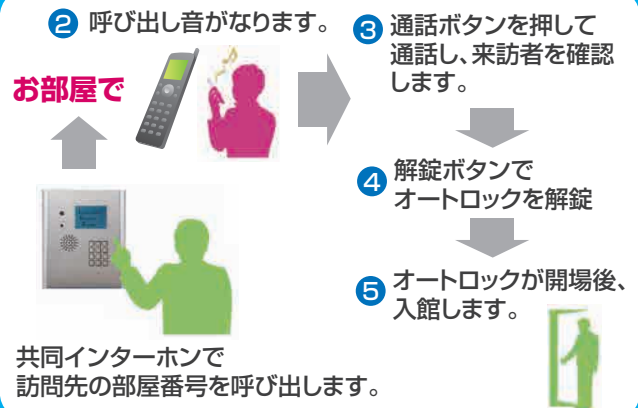 ❷ 呼び出し音がなります。
お部屋で
共同インターホンで
訪問先の部屋番号を呼び出します。
❸ 通話ボタンを押して
通話し、来訪者を確認
します。
❹ 解錠ボタンで
オートロックを解錠
❺ オートロックが開場後、
入館します。